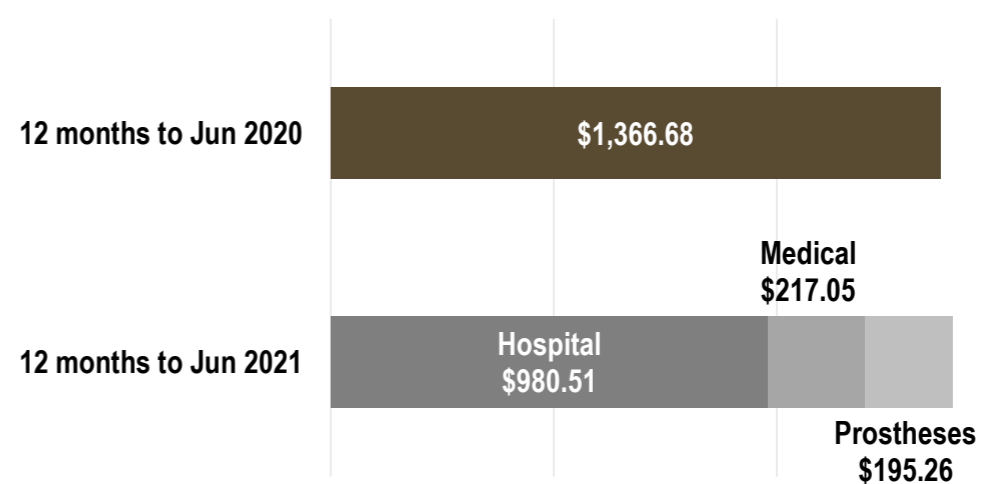 12 months to Jun 2020
$1,366.68
Medical
$217.05
12 months to Jun 2021
Hospital
$980.51
Prostheses
$195.26